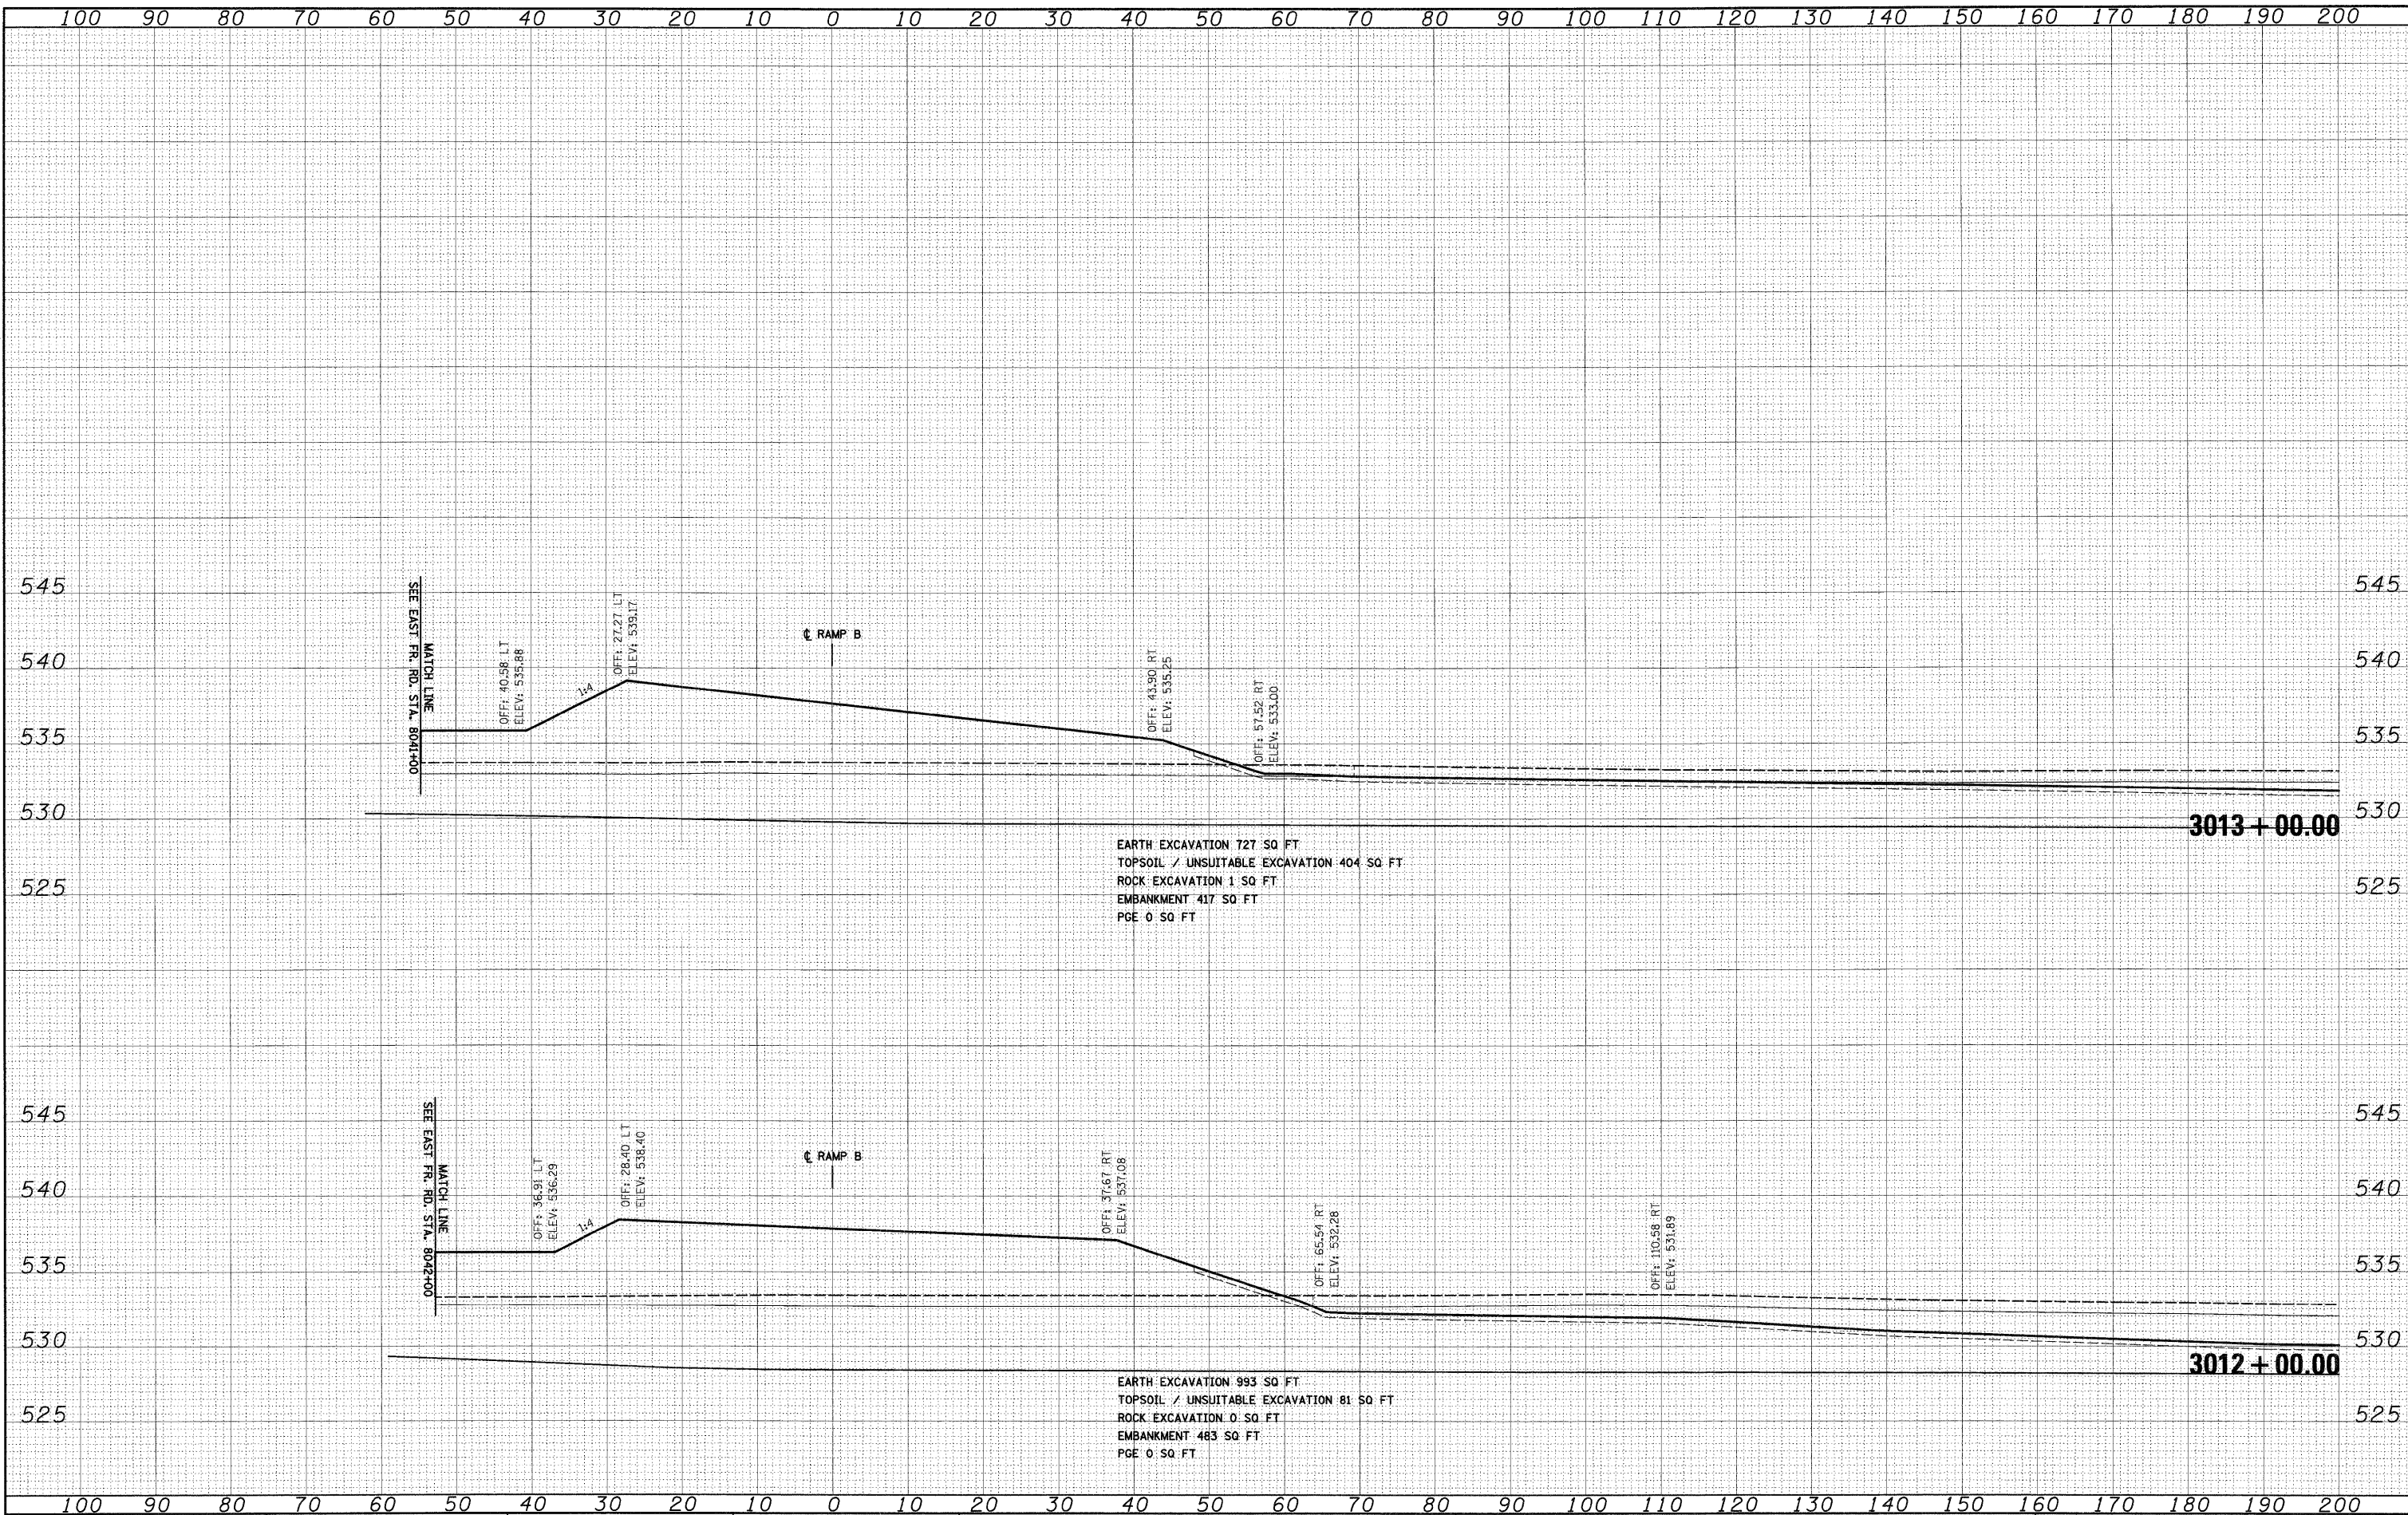 100 90 80 70 60 50 40 30 20 10 0 10 20 30 40 50 60 70 80 90 100 110 120 130 140 150 160 170 180 190 200
545 545
SEE EAST FR. RD. STA. 8041+00
MATCH LINE
OFF: 40.58 LT
ELEV: 535.88
1:4
OFF: 27.27 LT
ELEV: 539.17
℄ RAMP B
OFF: 43.90 RT
ELEV: 535.25
OFF: 57.52 RT
ELEV: 533.00
540 540
535 535
530 530
3013+00.00
EARTH EXCAVATION 727 SQ FT
TOPSOIL / UNSUITABLE EXCAVATION 404 SQ FT
ROCK EXCAVATION 1 SQ FT
EMBANKMENT 417 SQ FT
PGE 0 SQ FT
525 525
545 545
SEE EAST FR. RD. STA. 8042+00
MATCH LINE
OFF: 36.91 LT
ELEV: 536.29
1:4
OFF: 28.40 LT
ELEV: 538.40
℄ RAMP B
OFF: 37.67 RT
ELEV: 537.08
OFF: 65.54 RT
ELEV: 532.28
OFF: 110.58 RT
ELEV: 531.89
540 540
535 535
530 530
3012+00.00
EARTH EXCAVATION 993 SQ FT
TOPSOIL / UNSUITABLE EXCAVATION 81 SQ FT
ROCK EXCAVATION 0 SQ FT
EMBANKMENT 483 SQ FT
PGE 0 SQ FT
525 525
100 90 80 70 60 50 40 30 20 10 0 10 20 30 40 50 60 70 80 90 100 110 120 130 140 150 160 170 180 190 200